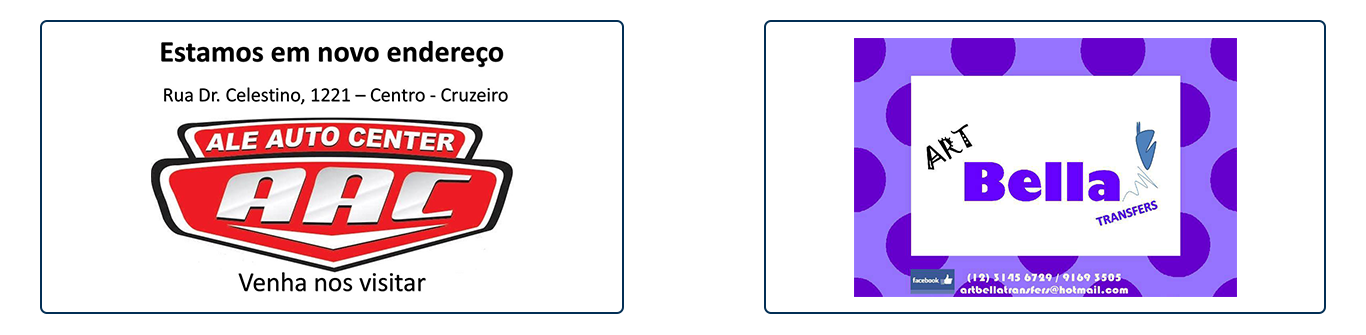 Estamos em novo endereço
Rua Dr. Celestino, 1221 – Centro - Cruzeiro
ALE AUTO CENTER
AAC
Venha nos visitar
ART
Bella
TRANSFERS
facebook
(12) 3145 6729 / 9169 3505
artbellatransfers@hotmail.com